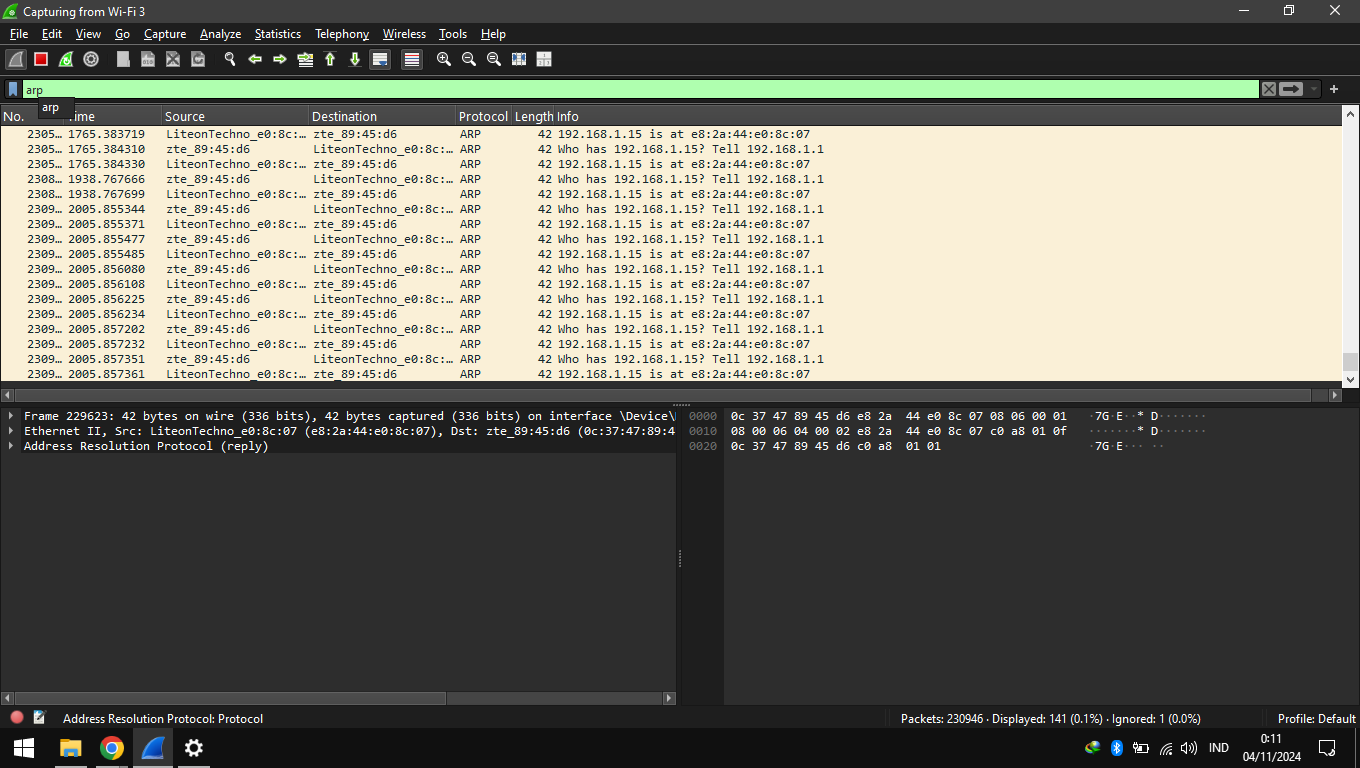 Capturing from Wi-Fi 3
File Edit View Go Capture Analyze Statistics Telephony Wireless Tools Help
arp
arp
No. Time Source Destination Protocol Length Info
2305… 1765.383719 LiteonTechno_e0:8c:… zte_89:45:d6 ARP 42 192.168.1.15 is at e8:2a:44:e0:8c:07
2305… 1765.384310 zte_89:45:d6 LiteonTechno_e0:8c:… ARP 42 Who has 192.168.1.15? Tell 192.168.1.1
2305… 1765.384330 LiteonTechno_e0:8c:… zte_89:45:d6 ARP 42 192.168.1.15 is at e8:2a:44:e0:8c:07
2308… 1938.767666 zte_89:45:d6 LiteonTechno_e0:8c:… ARP 42 Who has 192.168.1.15? Tell 192.168.1.1
2308… 1938.767699 LiteonTechno_e0:8c:… zte_89:45:d6 ARP 42 192.168.1.15 is at e8:2a:44:e0:8c:07
2309… 2005.855344 zte_89:45:d6 LiteonTechno_e0:8c:… ARP 42 Who has 192.168.1.15? Tell 192.168.1.1
2309… 2005.855371 LiteonTechno_e0:8c:… zte_89:45:d6 ARP 42 192.168.1.15 is at e8:2a:44:e0:8c:07
2309… 2005.855477 zte_89:45:d6 LiteonTechno_e0:8c:… ARP 42 Who has 192.168.1.15? Tell 192.168.1.1
2309… 2005.855485 LiteonTechno_e0:8c:… zte_89:45:d6 ARP 42 192.168.1.15 is at e8:2a:44:e0:8c:07
2309… 2005.856080 zte_89:45:d6 LiteonTechno_e0:8c:… ARP 42 Who has 192.168.1.15? Tell 192.168.1.1
2309… 2005.856108 LiteonTechno_e0:8c:… zte_89:45:d6 ARP 42 192.168.1.15 is at e8:2a:44:e0:8c:07
2309… 2005.856225 zte_89:45:d6 LiteonTechno_e0:8c:… ARP 42 Who has 192.168.1.15? Tell 192.168.1.1
2309… 2005.856234 LiteonTechno_e0:8c:… zte_89:45:d6 ARP 42 192.168.1.15 is at e8:2a:44:e0:8c:07
2309… 2005.857202 zte_89:45:d6 LiteonTechno_e0:8c:… ARP 42 Who has 192.168.1.15? Tell 192.168.1.1
2309… 2005.857232 LiteonTechno_e0:8c:… zte_89:45:d6 ARP 42 192.168.1.15 is at e8:2a:44:e0:8c:07
2309… 2005.857351 zte_89:45:d6 LiteonTechno_e0:8c:… ARP 42 Who has 192.168.1.15? Tell 192.168.1.1
2309… 2005.857361 LiteonTechno_e0:8c:… zte_89:45:d6 ARP 42 192.168.1.15 is at e8:2a:44:e0:8c:07
Frame 229623: 42 bytes on wire (336 bits), 42 bytes captured (336 bits) on interface \Device\
Ethernet II, Src: LiteonTechno_e0:8c:07 (e8:2a:44:e0:8c:07), Dst: zte_89:45:d6 (0c:37:47:89:4
Address Resolution Protocol (reply)
0000 0c 37 47 89 45 d6 e8 2a 44 e0 8c 07 08 06 00 01 ·7G·E··* D·······
0010 08 00 06 04 00 02 e8 2a 44 e0 8c 07 c0 a8 01 0f ·······* D·······
0020 0c 37 47 89 45 d6 c0 a8 01 01 ·7G·E··· ··
Address Resolution Protocol: Protocol
Packets: 230946 · Displayed: 141 (0.1%) · Ignored: 1 (0.0%)
Profile: Default
IND
0:11
04/11/2024